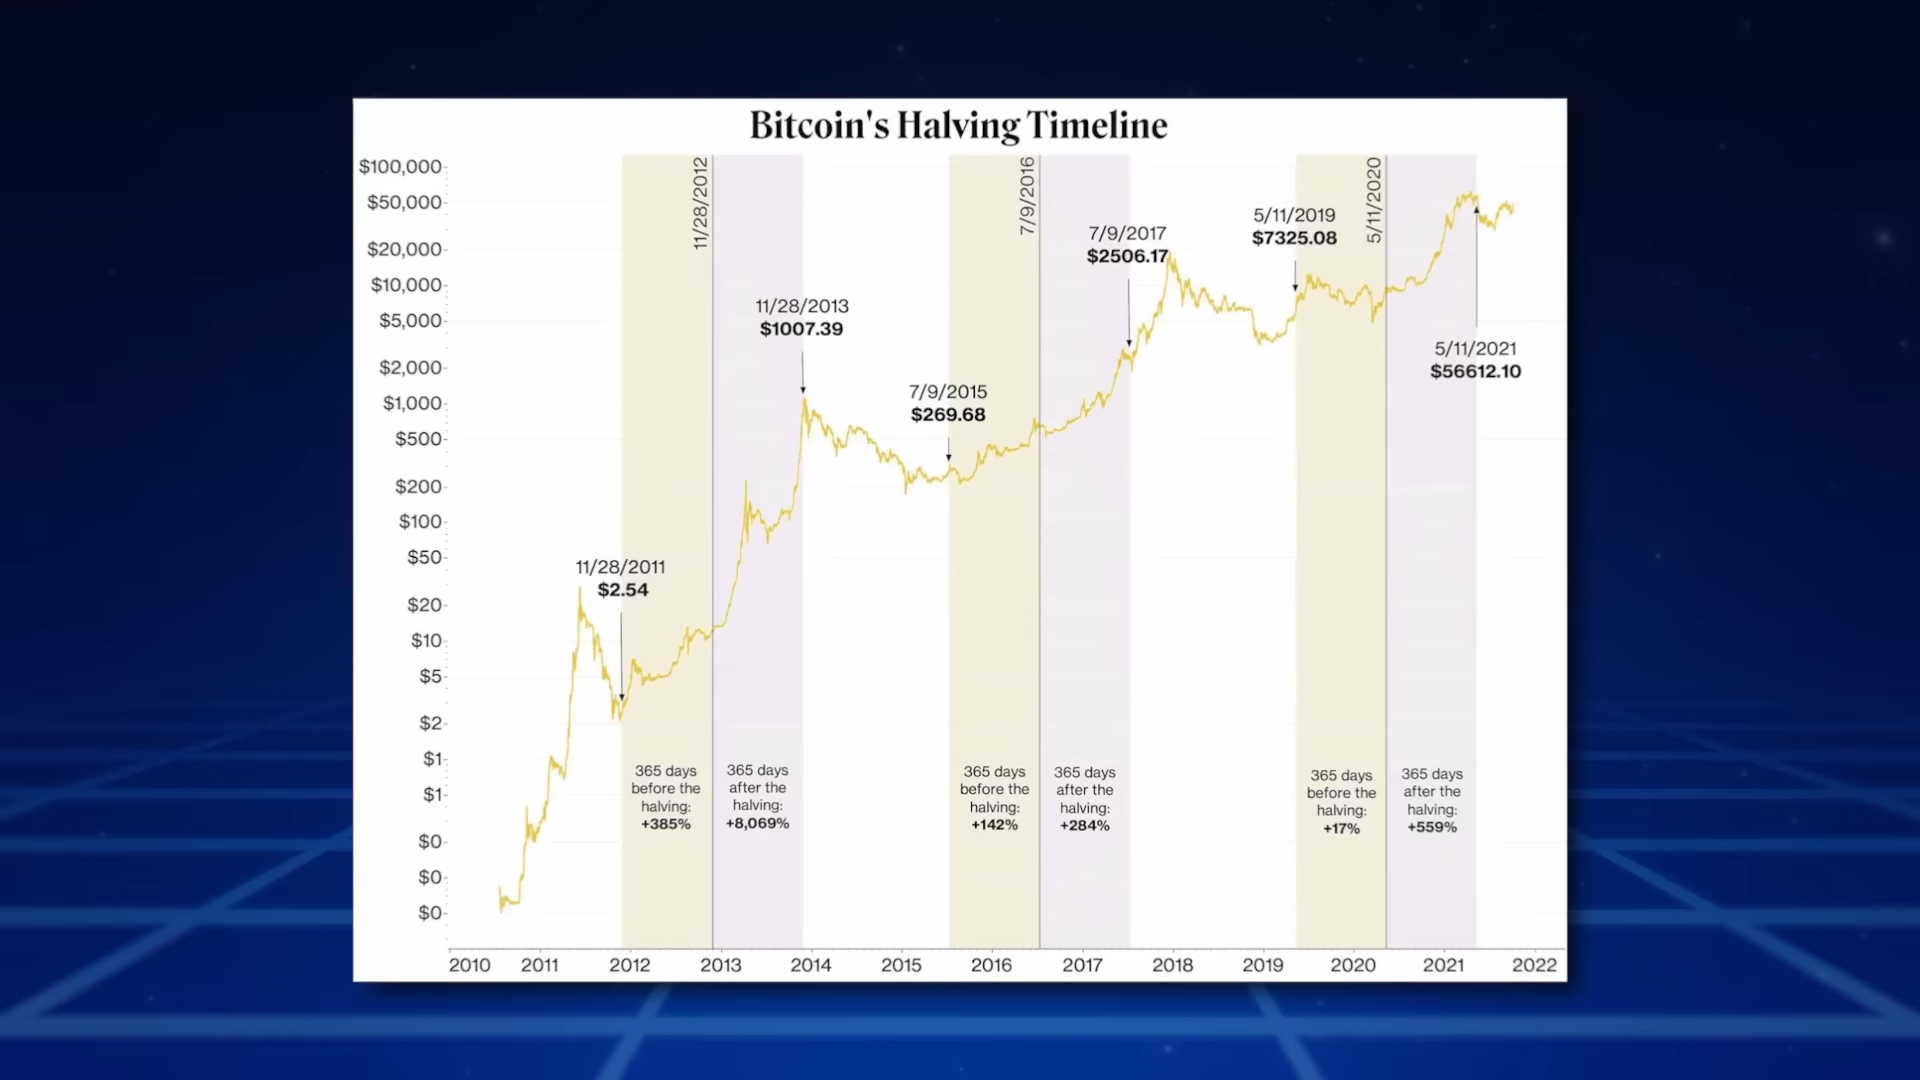 Bitcoin's Halving Timeline
$100,000
$50,000
$20,000
$10,000
$5,000
$2,000
$1,000
$500
$200
$100
$50
$20
$10
$5
$2
$1
$1
$0
$0
$0
11/28/2012
7/9/2016
5/11/2020
11/28/2011
$2.54
11/28/2013
$1007.39
7/9/2015
$269.68
7/9/2017
$2506.17
5/11/2019
$7325.08
5/11/2021
$56612.10
365 days
before the
halving:
+385%
365 days
after the
halving:
+8,069%
365 days
before the
halving:
+142%
365 days
after the
halving:
+284%
365 days
before the
halving:
+17%
365 days
after the
halving:
+559%
2010 2011 2012 2013 2014 2015 2016 2017 2018 2019 2020 2021 2022